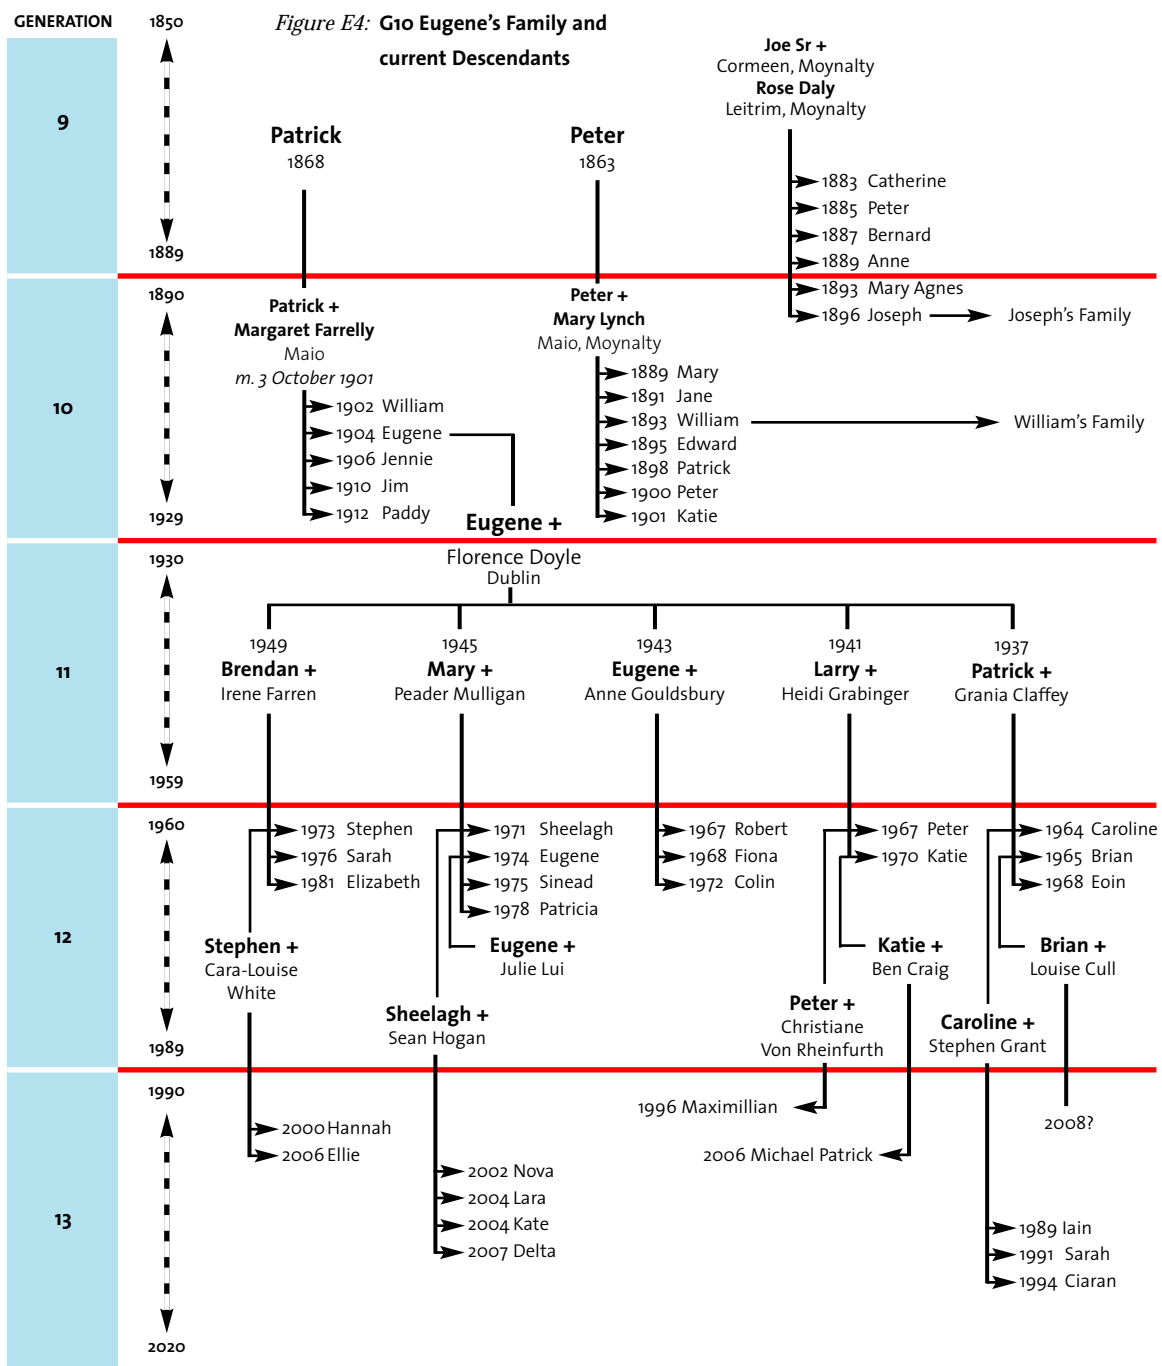 GENERATION
1850
Figure E4: G10 Eugene's Family and
current Descendants
Joe Sr +
Cormeen, Moynalty
Rose Daly
Leitrim, Moynalty
9
Patrick
1868
Peter
1863
1883 Catherine
1885 Peter
1887 Bernard
1889 Anne
1893 Mary Agnes
1896 Joseph
Joseph's Family
1889
1890
Patrick +
Margaret Farrelly
Maio
m. 3 October 1901
Peter +
Mary Lynch
Maio, Moynalty
10
1902 William
1904 Eugene
1906 Jennie
1910 Jim
1912 Paddy
1889 Mary
1891 Jane
1893 William
1895 Edward
1898 Patrick
1900 Peter
1901 Katie
William's Family
1929
Eugene +
1930
Florence Doyle
Dublin
11
1949
Brendan +
Irene Farren
1945
Mary +
Peader Mulligan
1943
Eugene +
Anne Gouldsbury
1941
Larry +
Heidi Grabinger
1937
Patrick +
Grania Claffey
1959
1960
1973 Stephen
1976 Sarah
1981 Elizabeth
1971 Sheelagh
1974 Eugene
1975 Sinead
1978 Patricia
1967 Robert
1968 Fiona
1972 Colin
1967 Peter
1970 Katie
1964 Caroline
1965 Brian
1968 Eoin
12
Stephen +
Cara-Louise
White
Eugene +
Julie Lui
Sheelagh +
Sean Hogan
Katie +
Ben Craig
Peter +
Christiane
Von Rheinfurth
Brian +
Louise Cull
Caroline +
Stephen Grant
1989
1990
13
2000 Hannah
2006 Ellie
2002 Nova
2004 Lara
2004 Kate
2007 Delta
1996 Maximillian
2006 Michael Patrick
2008?
1989 Iain
1991 Sarah
1994 Ciaran
2020